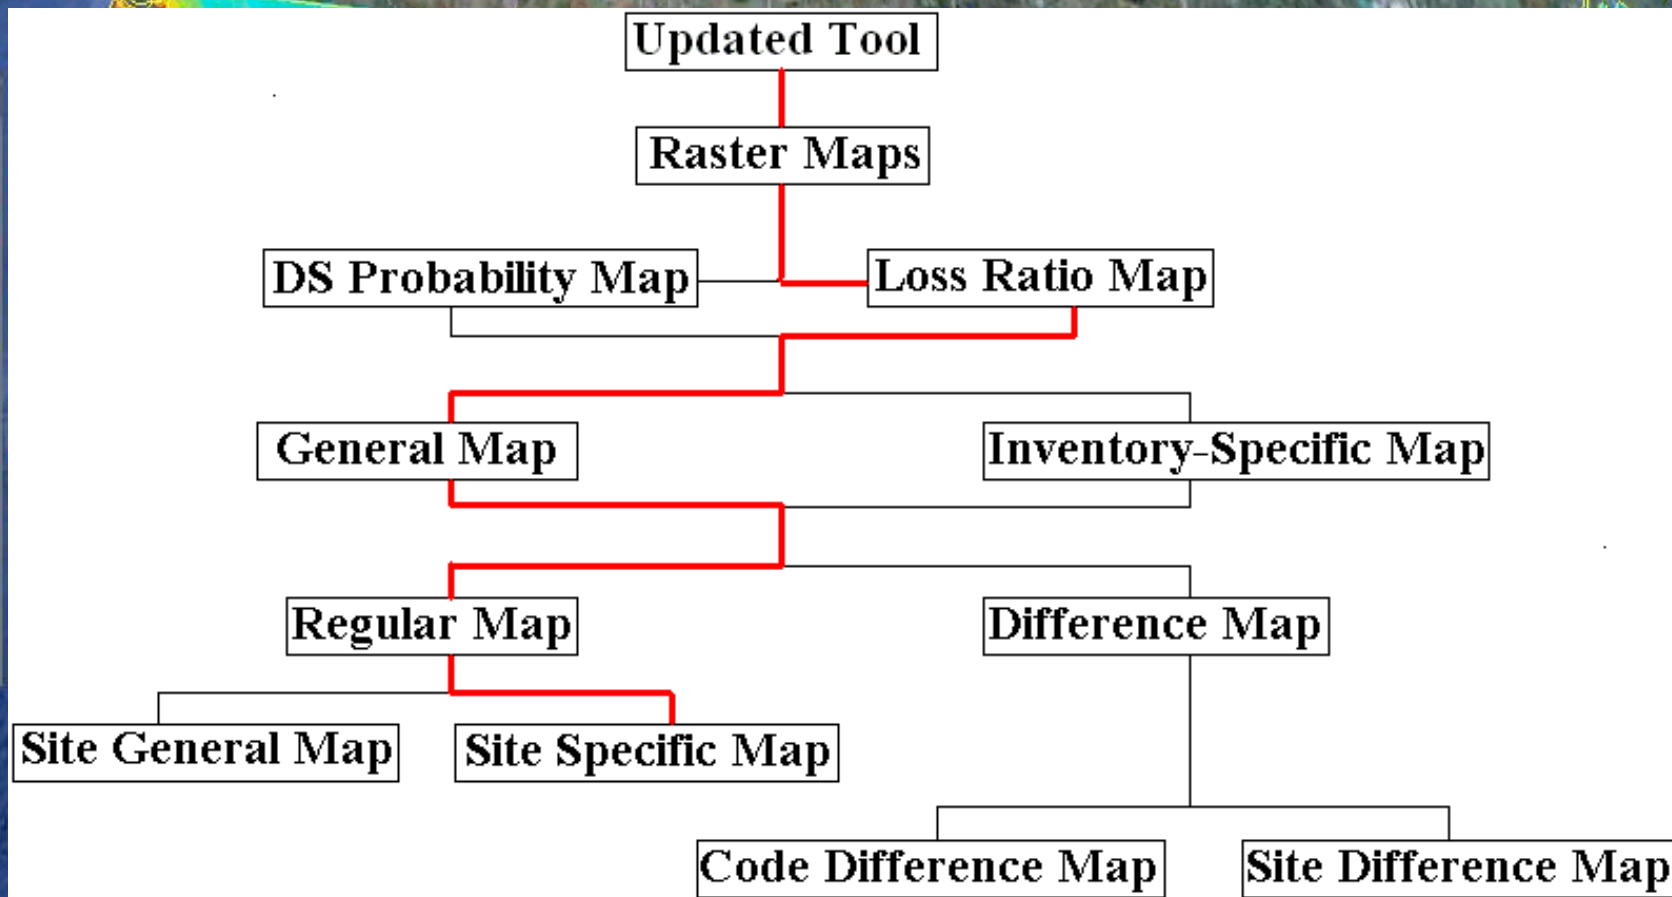 Updated Tool
Raster Maps
DS Probability Map
Loss Ratio Map
General Map
Inventory-Specific Map
Regular Map
Difference Map
Site General Map
Site Specific Map
Code Difference Map
Site Difference Map